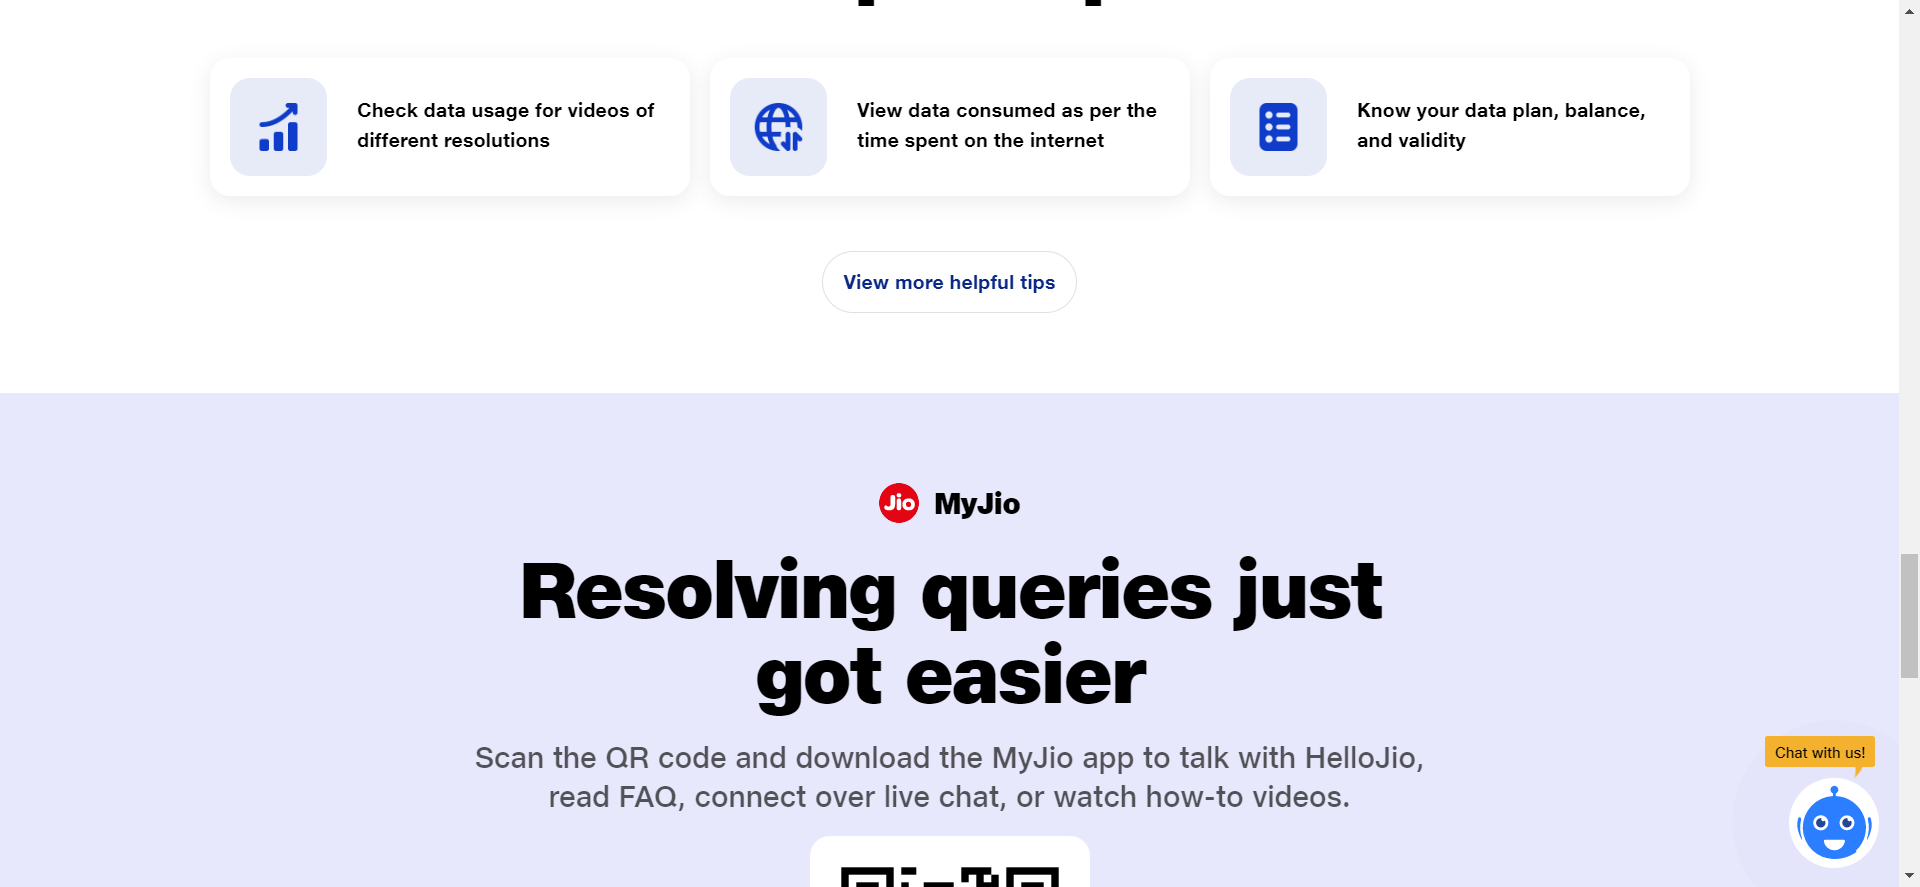 Check data usage for videos of
different resolutions
View data consumed as per the
time spent on the internet
Know your data plan, balance,
and validity
View more helpful tips
Jio MyJio
Resolving queries just
got easier
Scan the QR code and download the MyJio app to talk with HelloJio,
read FAQ, connect over live chat, or watch how-to videos.
Chat with us!